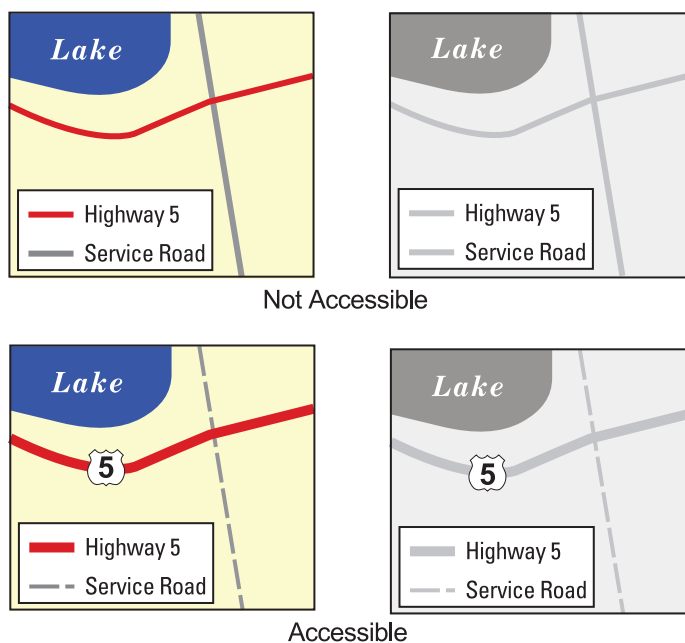 Lake
Highway 5
Service Road
Lake
Highway 5
Service Road
Not Accessible
Lake
5
Highway 5
Service Road
Lake
5
Highway 5
Service Road
Accessible